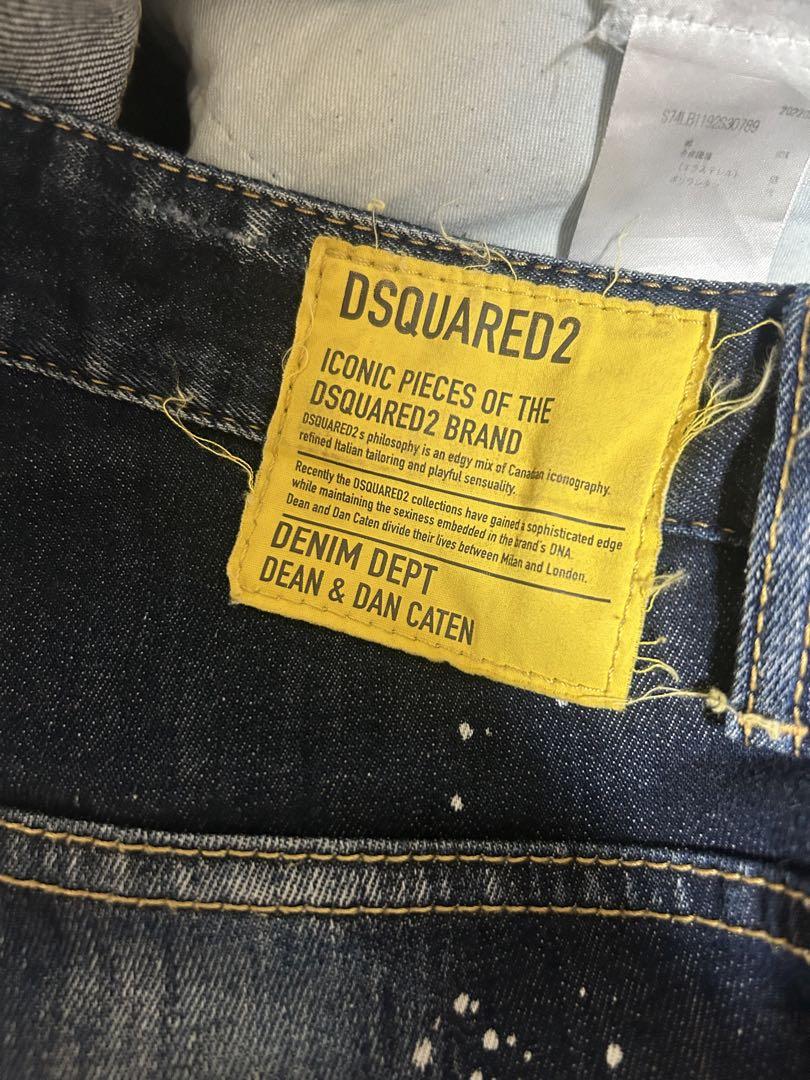 S74LB1192S30789
DSQUARED2
ICONIC PIECES OF THE
DSQUARED2 BRAND
DSQUARED2 s philosophy is an edgy mix of Canadian iconography,
refined Italian tailoring and playful sensuality.
Recently the DSQUARED2 collections have gained a sophisticated edge
while maintaining the sexiness embedded in the brand's DNA.
Dean and Dan Caten divide their lives between Milan and London.
DENIM DEPT
DEAN & DAN CATEN